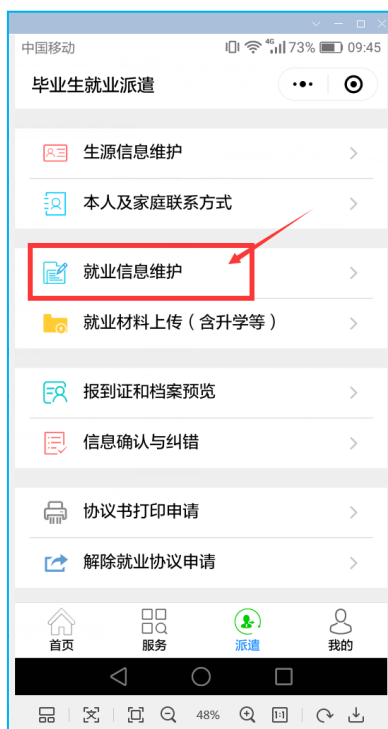 中国移动 4G 73% 09:45
毕业生就业派遣
生源信息维护
本人及家庭联系方式
就业信息维护
就业材料上传（含升学等）
报到证和档案预览
信息确认与纠错
协议书打印申请
解除就业协议申请
首页 服务 派遣 我的
48% 1:1